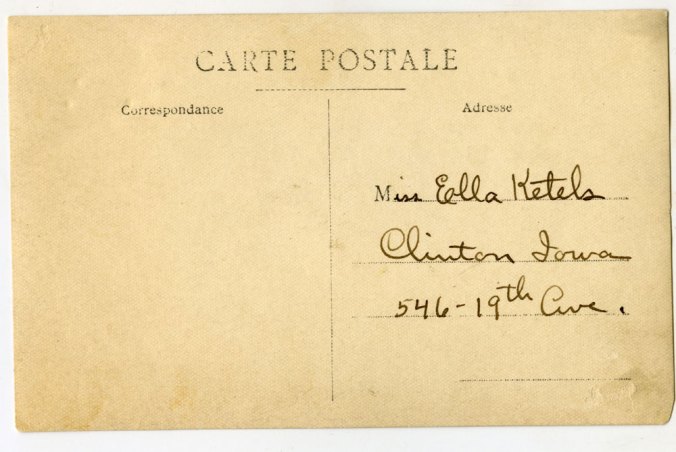 CARTE POSTALE
Correspondance
Adresse
Miss Ella Ketels
Clinton Iowa
546-19th Ave.